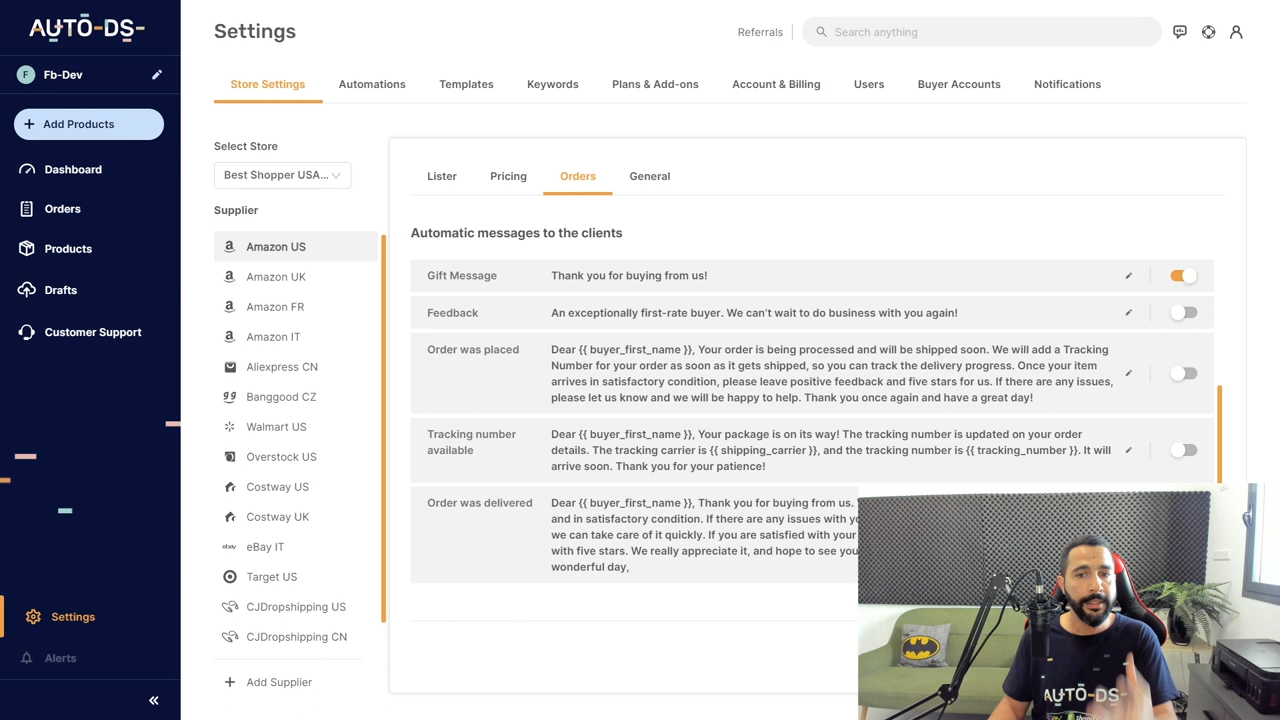 AUTO-DS-
Settings
Referrals
Search anything
F
Fb-Dev
Store Settings
Automations
Templates
Keywords
Plans & Add-ons
Account & Billing
Users
Buyer Accounts
Notifications
Add Products
Dashboard
Orders
Products
Drafts
Customer Support
Settings
Alerts
Select Store
Best Shopper USA...
Supplier
Amazon US
Amazon UK
Amazon FR
Amazon IT
Aliexpress CN
Banggood CZ
Walmart US
Overstock US
Costway US
Costway UK
ebay
eBay IT
Target US
CJDropshipping US
CJDropshipping CN
Add Supplier
Lister
Pricing
Orders
General
Automatic messages to the clients
Gift Message
Thank you for buying from us!
Feedback
An exceptionally first-rate buyer. We can't wait to do business with you again!
Order was placed
Dear {{ buyer_first_name }}, Your order is being processed and will be shipped soon. We will add a Tracking
Number for your order as soon as it gets shipped, so you can track the delivery progress. Once your item
arrives in satisfactory condition, please leave positive feedback and five stars for us. If there are any issues,
please let us know and we will be happy to help. Thank you once again and have a great day!
Tracking number
available
Dear {{ buyer_first_name }}, Your package is on its way! The tracking number is updated on your order
details. The tracking carrier is {{ shipping_carrier }}, and the tracking number is {{ tracking_number }}. It will
arrive soon. Thank you for your patience!
Order was delivered
Dear {{ buyer_first_name }}, Thank you for buying from us.
and in satisfactory condition. If there are any issues with
we can take care of it quickly. If you are satisfied with your
with five stars. We really appreciate it, and hope to see you
wonderful day,
AUTO-DS-